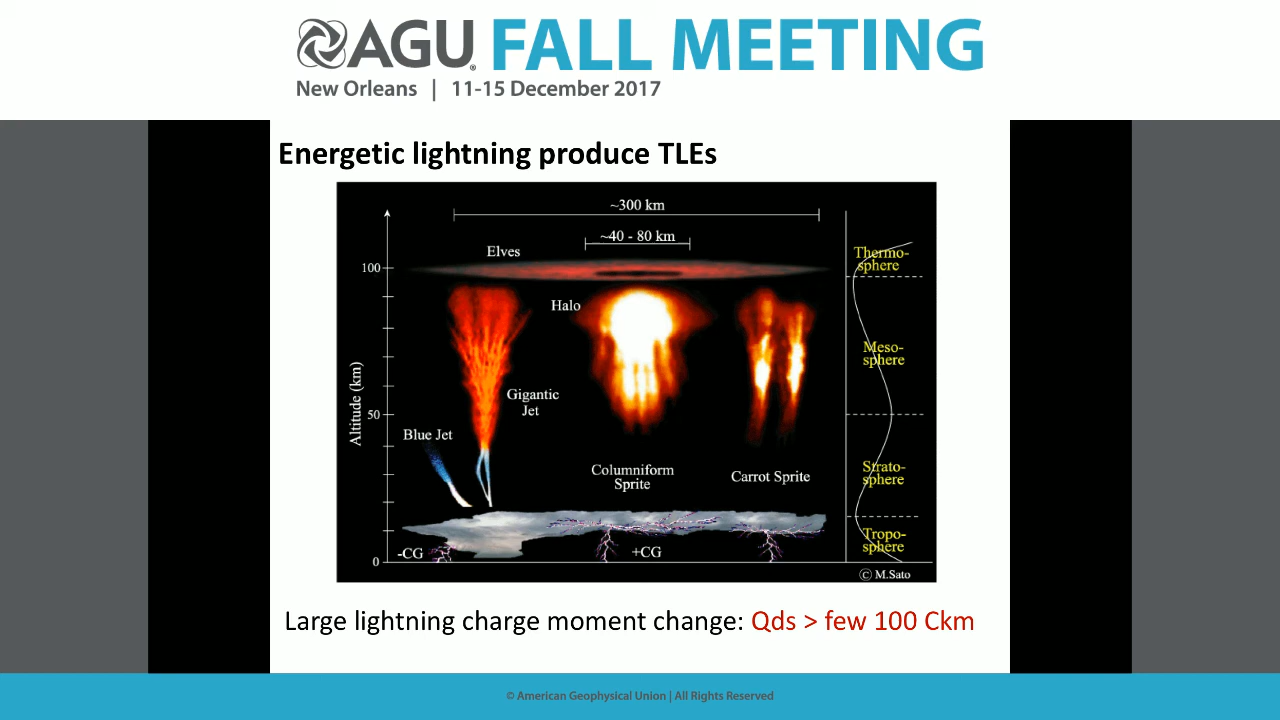 AGU FALL MEETING
New Orleans | 11-15 December 2017
Energetic lightning produce TLEs
~300 km
~40 - 80 km
Elves
Thermo-
sphere
100
Halo
Meso-
sphere
Altitude (km)
Gigantic
Jet
50
Blue Jet
Columniform
Sprite
Carrot Sprite
Strato-
sphere
Tropo-
sphere
-CG
+CG
0
© M.Sato
Large lightning charge moment change: Qds > few 100 Ckm
© American Geophysical Union | All Rights Reserved